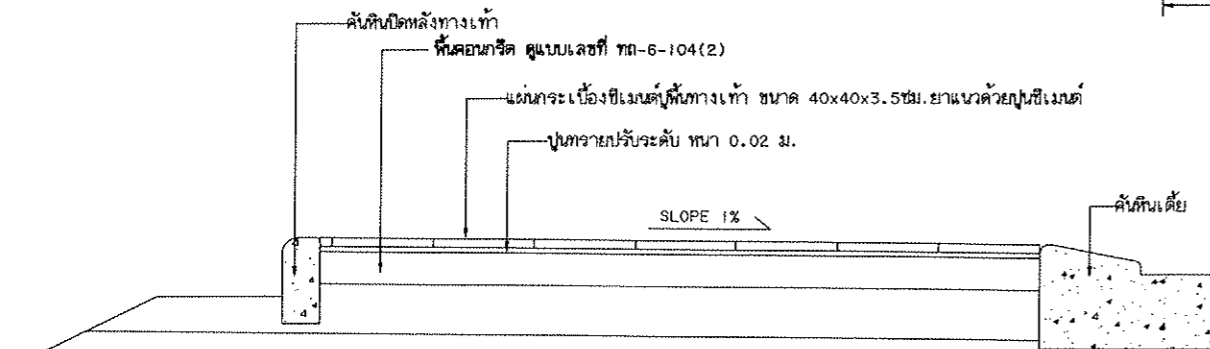 คันหินปิดหลังทางเท้า
พื้นคอนกรีต ดูแบบเลขที่ ทถ-6-104(2)
แผ่นกระเบื้องซีเมนต์ปูพื้นทางเท้า ขนาด 40x40x3.5ซม.ยาแนวด้วยปูนซีเมนต์
ปูนทรายปรับระดับ หนา 0.02 ม.
คันหินเตี้ย
SLOPE 1%